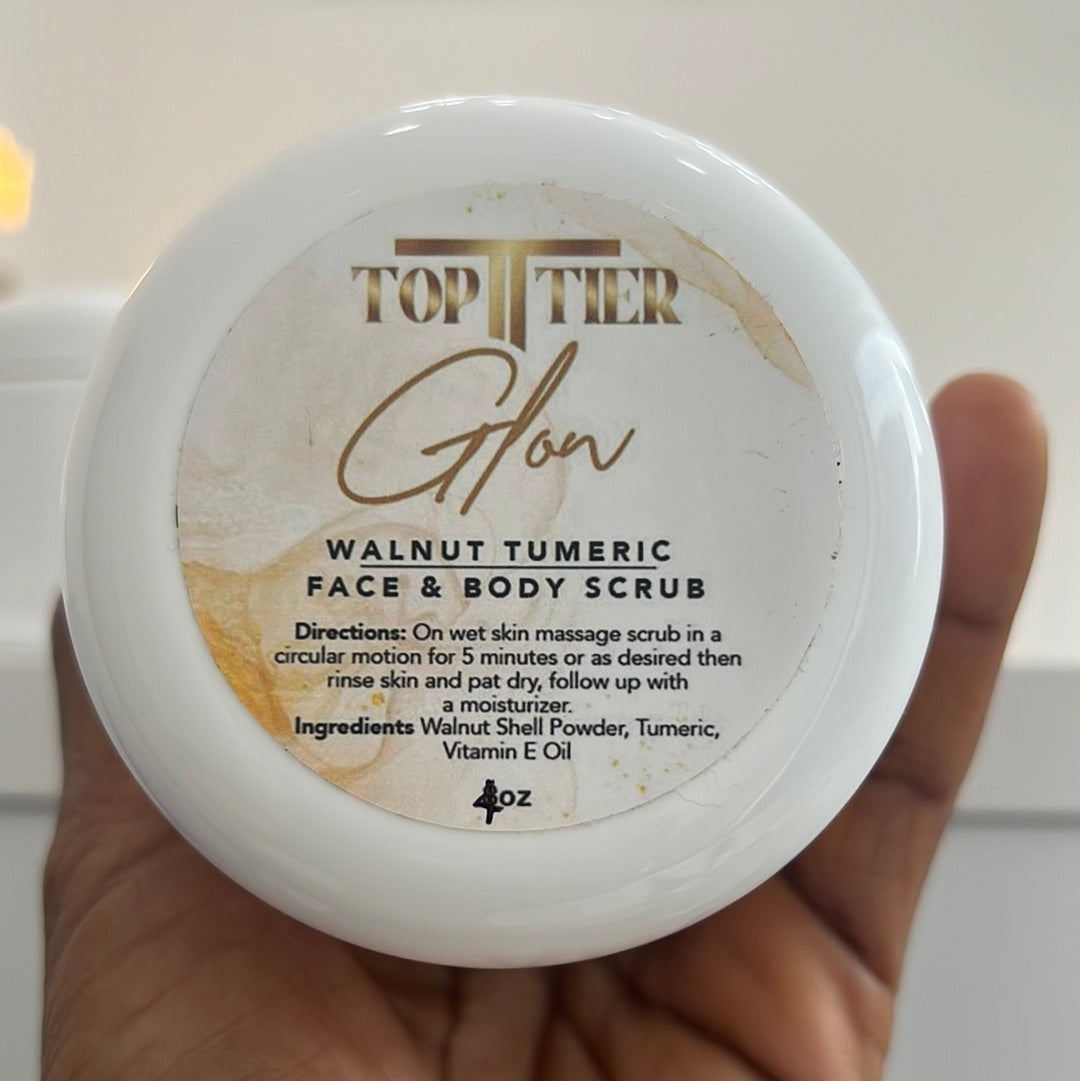 TOP TIER
Glow
WALNUT TUMERIC
FACE & BODY SCRUB
Directions: On wet skin massage scrub in a
circular motion for 5 minutes or as desired then
rinse skin and pat dry, follow up with
a moisturizer.
Ingredients Walnut Shell Powder, Tumeric,
Vitamin E Oil
4oz